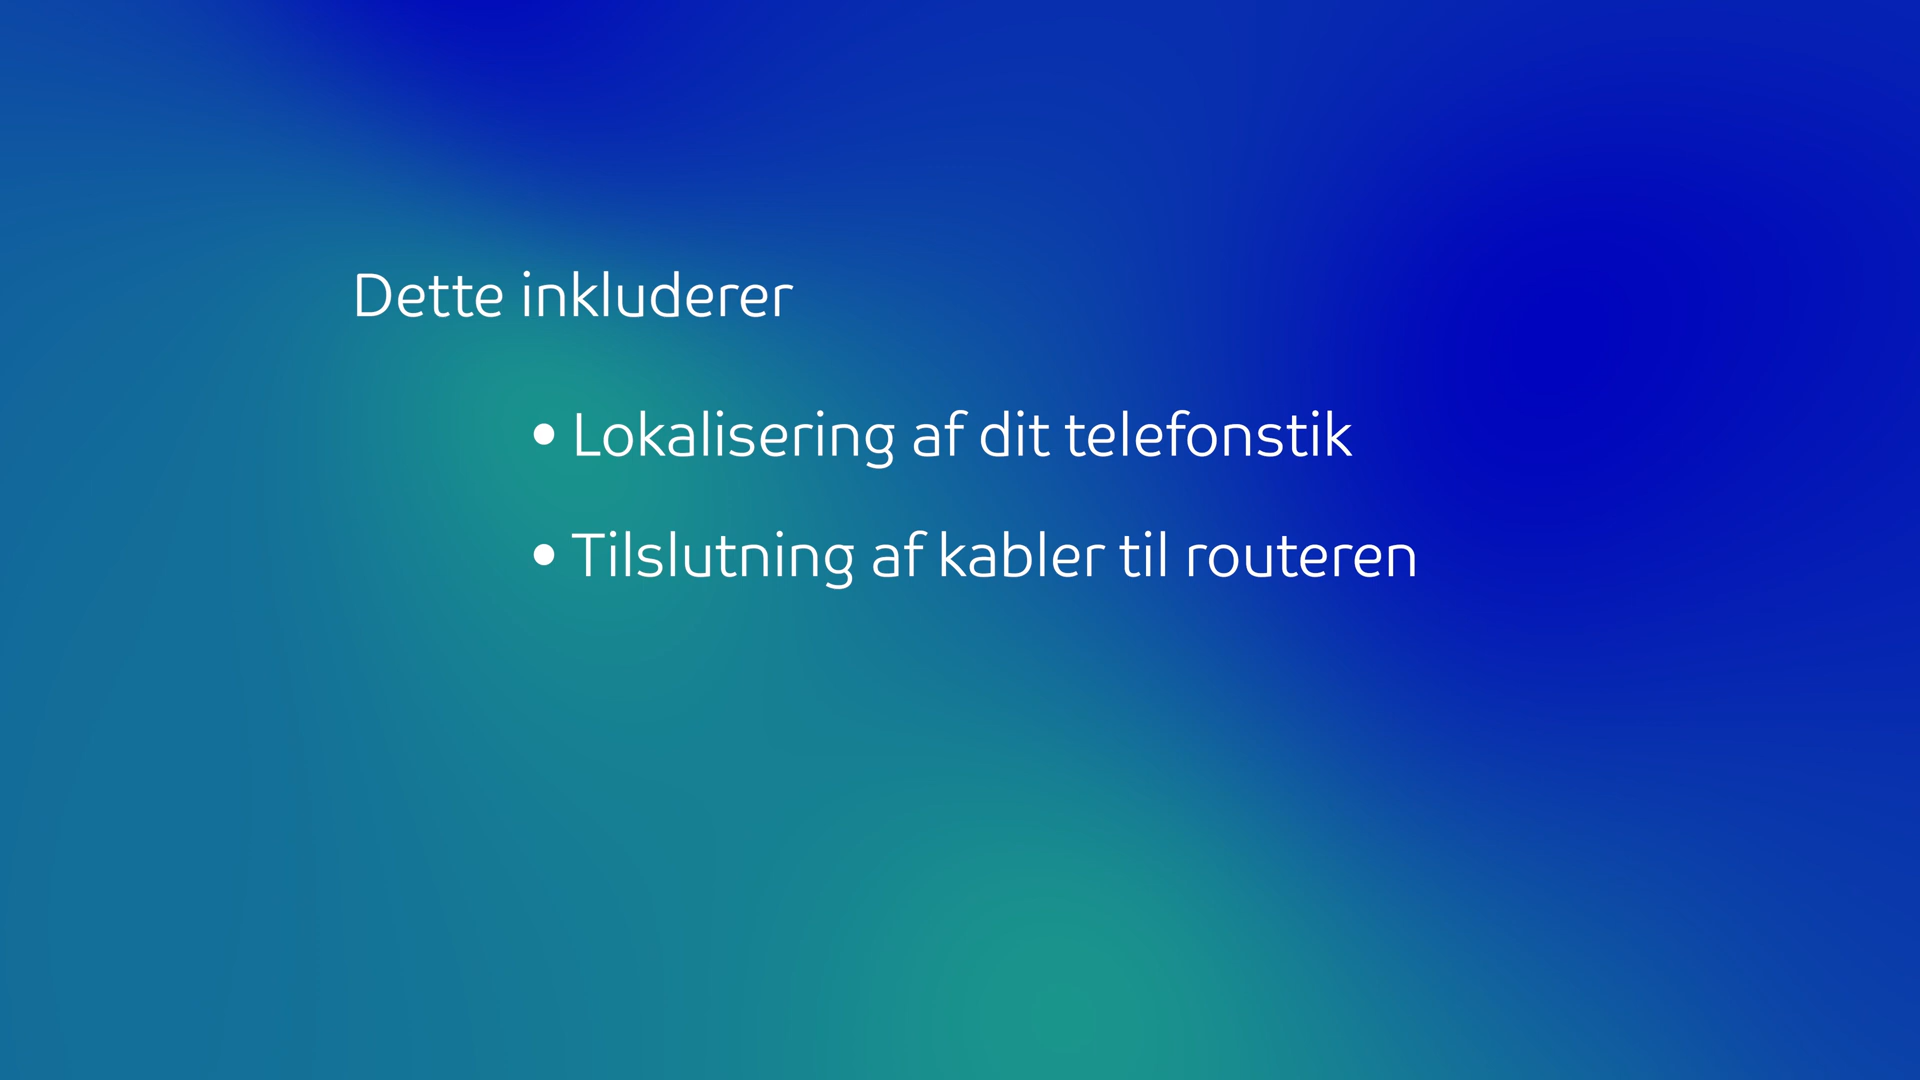 Dette inkluderer
• Lokalisering af dit telefonstik
• Tilslutning af kabler til routeren